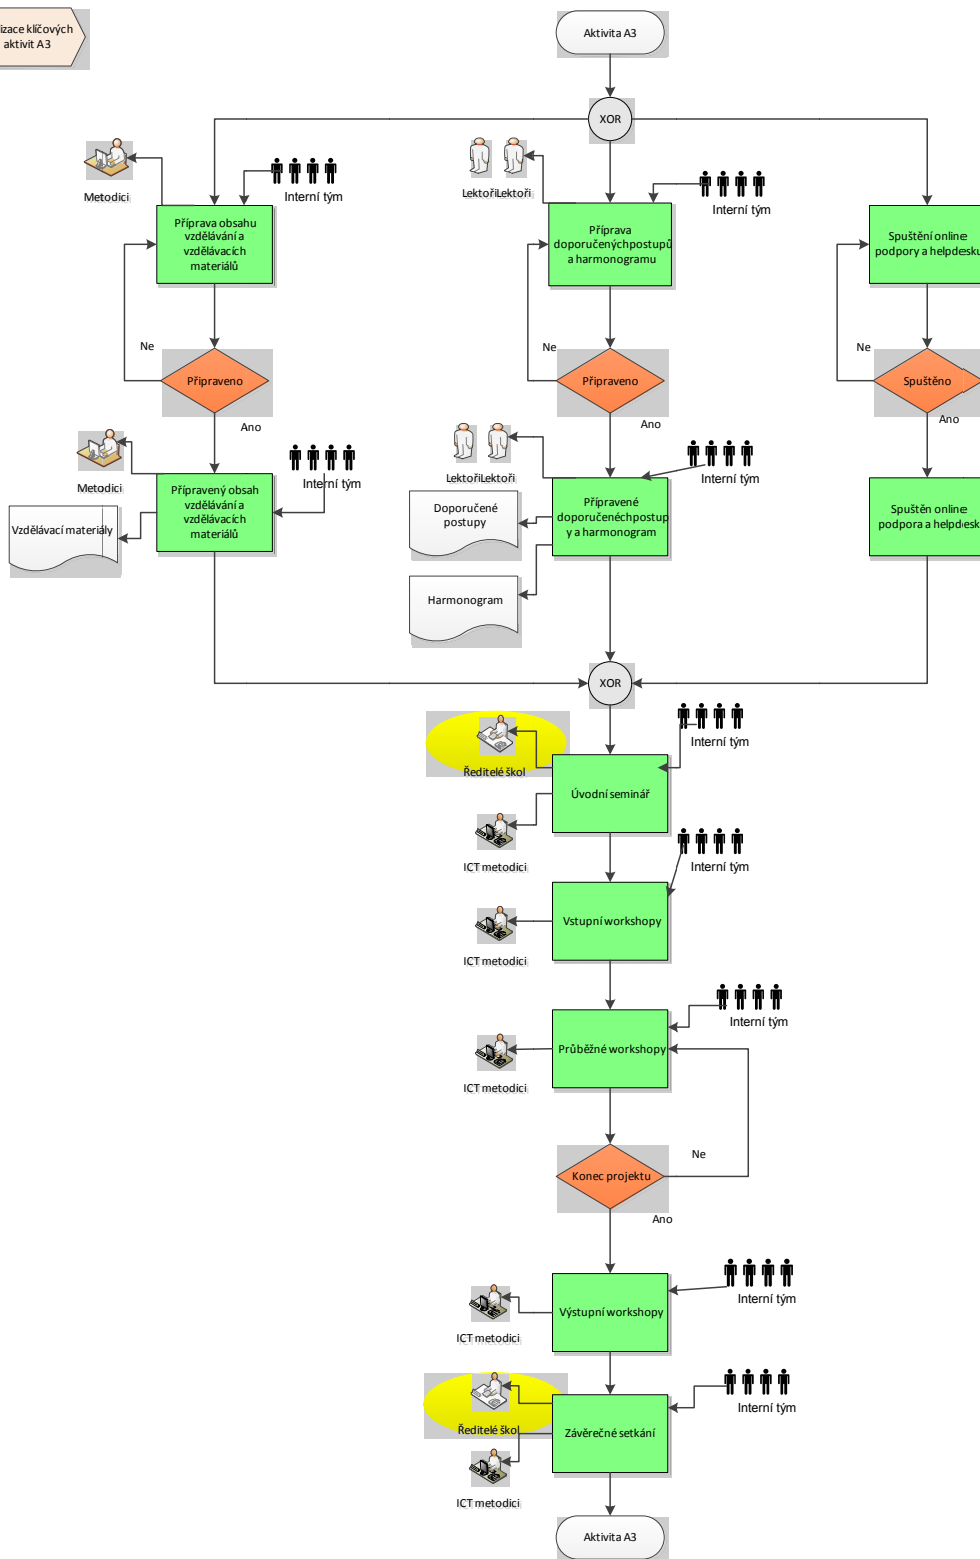 izace klíčových
aktivit A3
Aktivita A3
XOR
Metodici
Interní tým
LektořiLektoři
Interní tým
Příprava obsahu
vzdělávání a
vzdělávacích
materiálů
Příprava
doporučenýchpostupů
a harmonogramu
Spuštění online
podpory a helpdesku
Ne
Ne
Ne
Připraveno
Připraveno
Spuštěno
Ano
Ano
Ano
Metodici
Interní tým
LektořiLektoři
Interní tým
Vzdělávací materiály
Přípravený obsah
vzdělávání a
vzdělávacích
materiálů
Doporučené
postupy
Přípravené
doporučenéchpostup
y a harmonogram
Spuštěn online
podpora a helpdesk
Harmonogram
XOR
Ředitelé škol
Interní tým
Úvodní seminář
ICT metodici
Interní tým
Vstupní workshopy
ICT metodici
Interní tým
Průběžné workshopy
ICT metodici
Ne
Konec projektu
Ano
Interní tým
Výstupní workshopy
ICT metodici
Interní tým
Ředitelé škol
Závěrečné setkání
ICT metodici
Aktivita A3